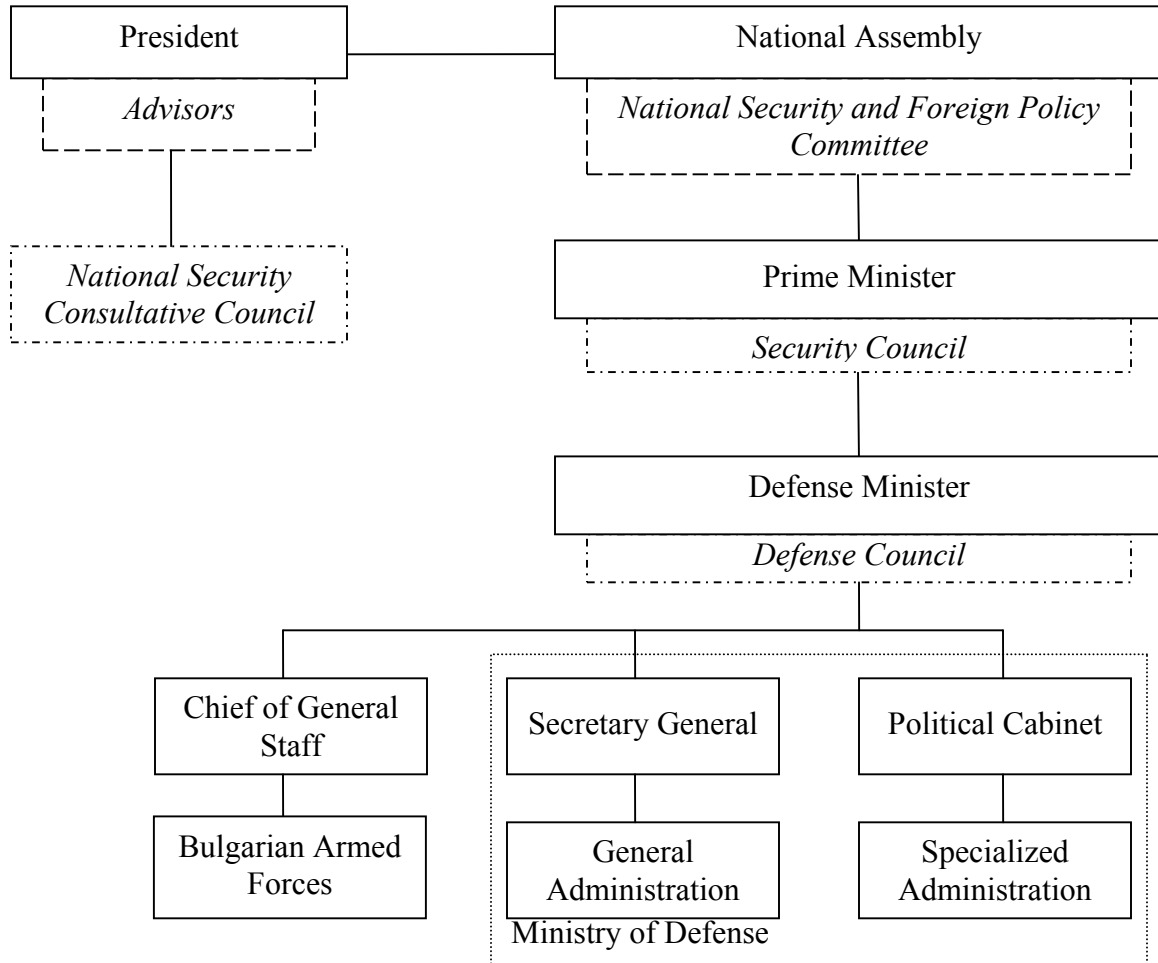 President
National Assembly
Advisors
National Security and Foreign Policy
Committee
National Security
Consultative Council
Prime Minister
Security Council
Defense Minister
Defense Council
Chief of General
Staff
Secretary General
Political Cabinet
Bulgarian Armed
Forces
General
Administration
Specialized
Administration
Ministry of Defense